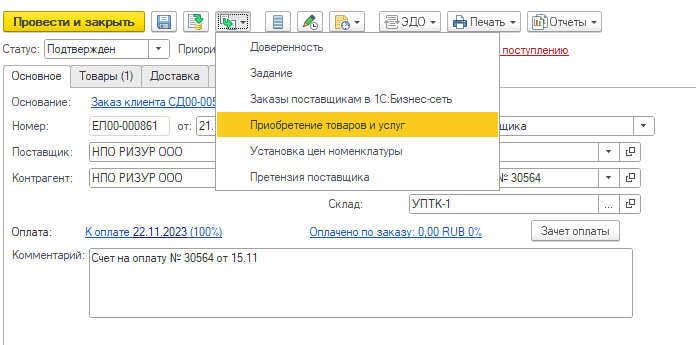 Провести и закрыть ЭДО Печать Отчеты
Статус: Подтвержден Приори поступлению
Доверенность
Задание
Заказы поставщикам в 1С:Бизнес-сеть
Приобретение товаров и услуг
Установка цен номенклатуры
Претензия поставщика
Основное Товары (1) Доставка
Основание: Заказ клиента СД00-005
Номер: ЕЛ00-000861 от: 21. щика
Поставщик: НПО РИЗУР ООО
Контрагент: НПО РИЗУР ООО № 30564
Склад: УПТК-1 ...
Оплата: К оплате 22.11.2023 (100%) Оплачено по заказу: 0,00 RUB 0% Зачет оплаты
Комментарий: Счет на оплату № 30564 от 15.11